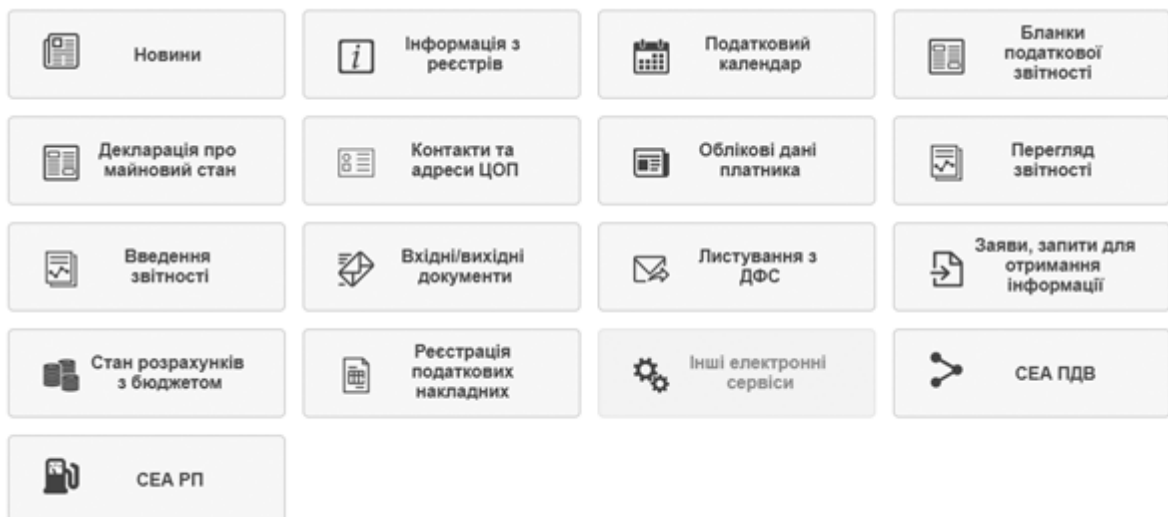 Новини
Інформація з
реєстрів
Податковий
календар
Бланки
податкової
звітності
Декларація про
майновий стан
Контакти та
адреси ЦОП
Облікові дані
платника
Перегляд
звітності
Введення
звітності
Вхідні/вихідні
документи
Листування з
ДФС
Заяви, запити для
отримання
інформації
Стан розрахунків
з бюджетом
Реєстрація
податкових
накладних
Інші електронні
сервіси
СЕА ПДВ
СЕА РП